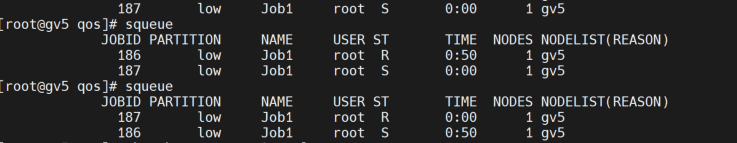 187 low Job1 root S 0:00 1 gv5
[root@gv5 qos]# squeue
JOBID PARTITION NAME USER ST TIME NODES NODELIST(REASON)
186 low Job1 root R 0:50 1 gv5
187 low Job1 root S 0:00 1 gv5
[root@gv5 qos]# squeue
JOBID PARTITION NAME USER ST TIME NODES NODELIST(REASON)
187 low Job1 root R 0:00 1 gv5
186 low Job1 root S 0:50 1 gv5